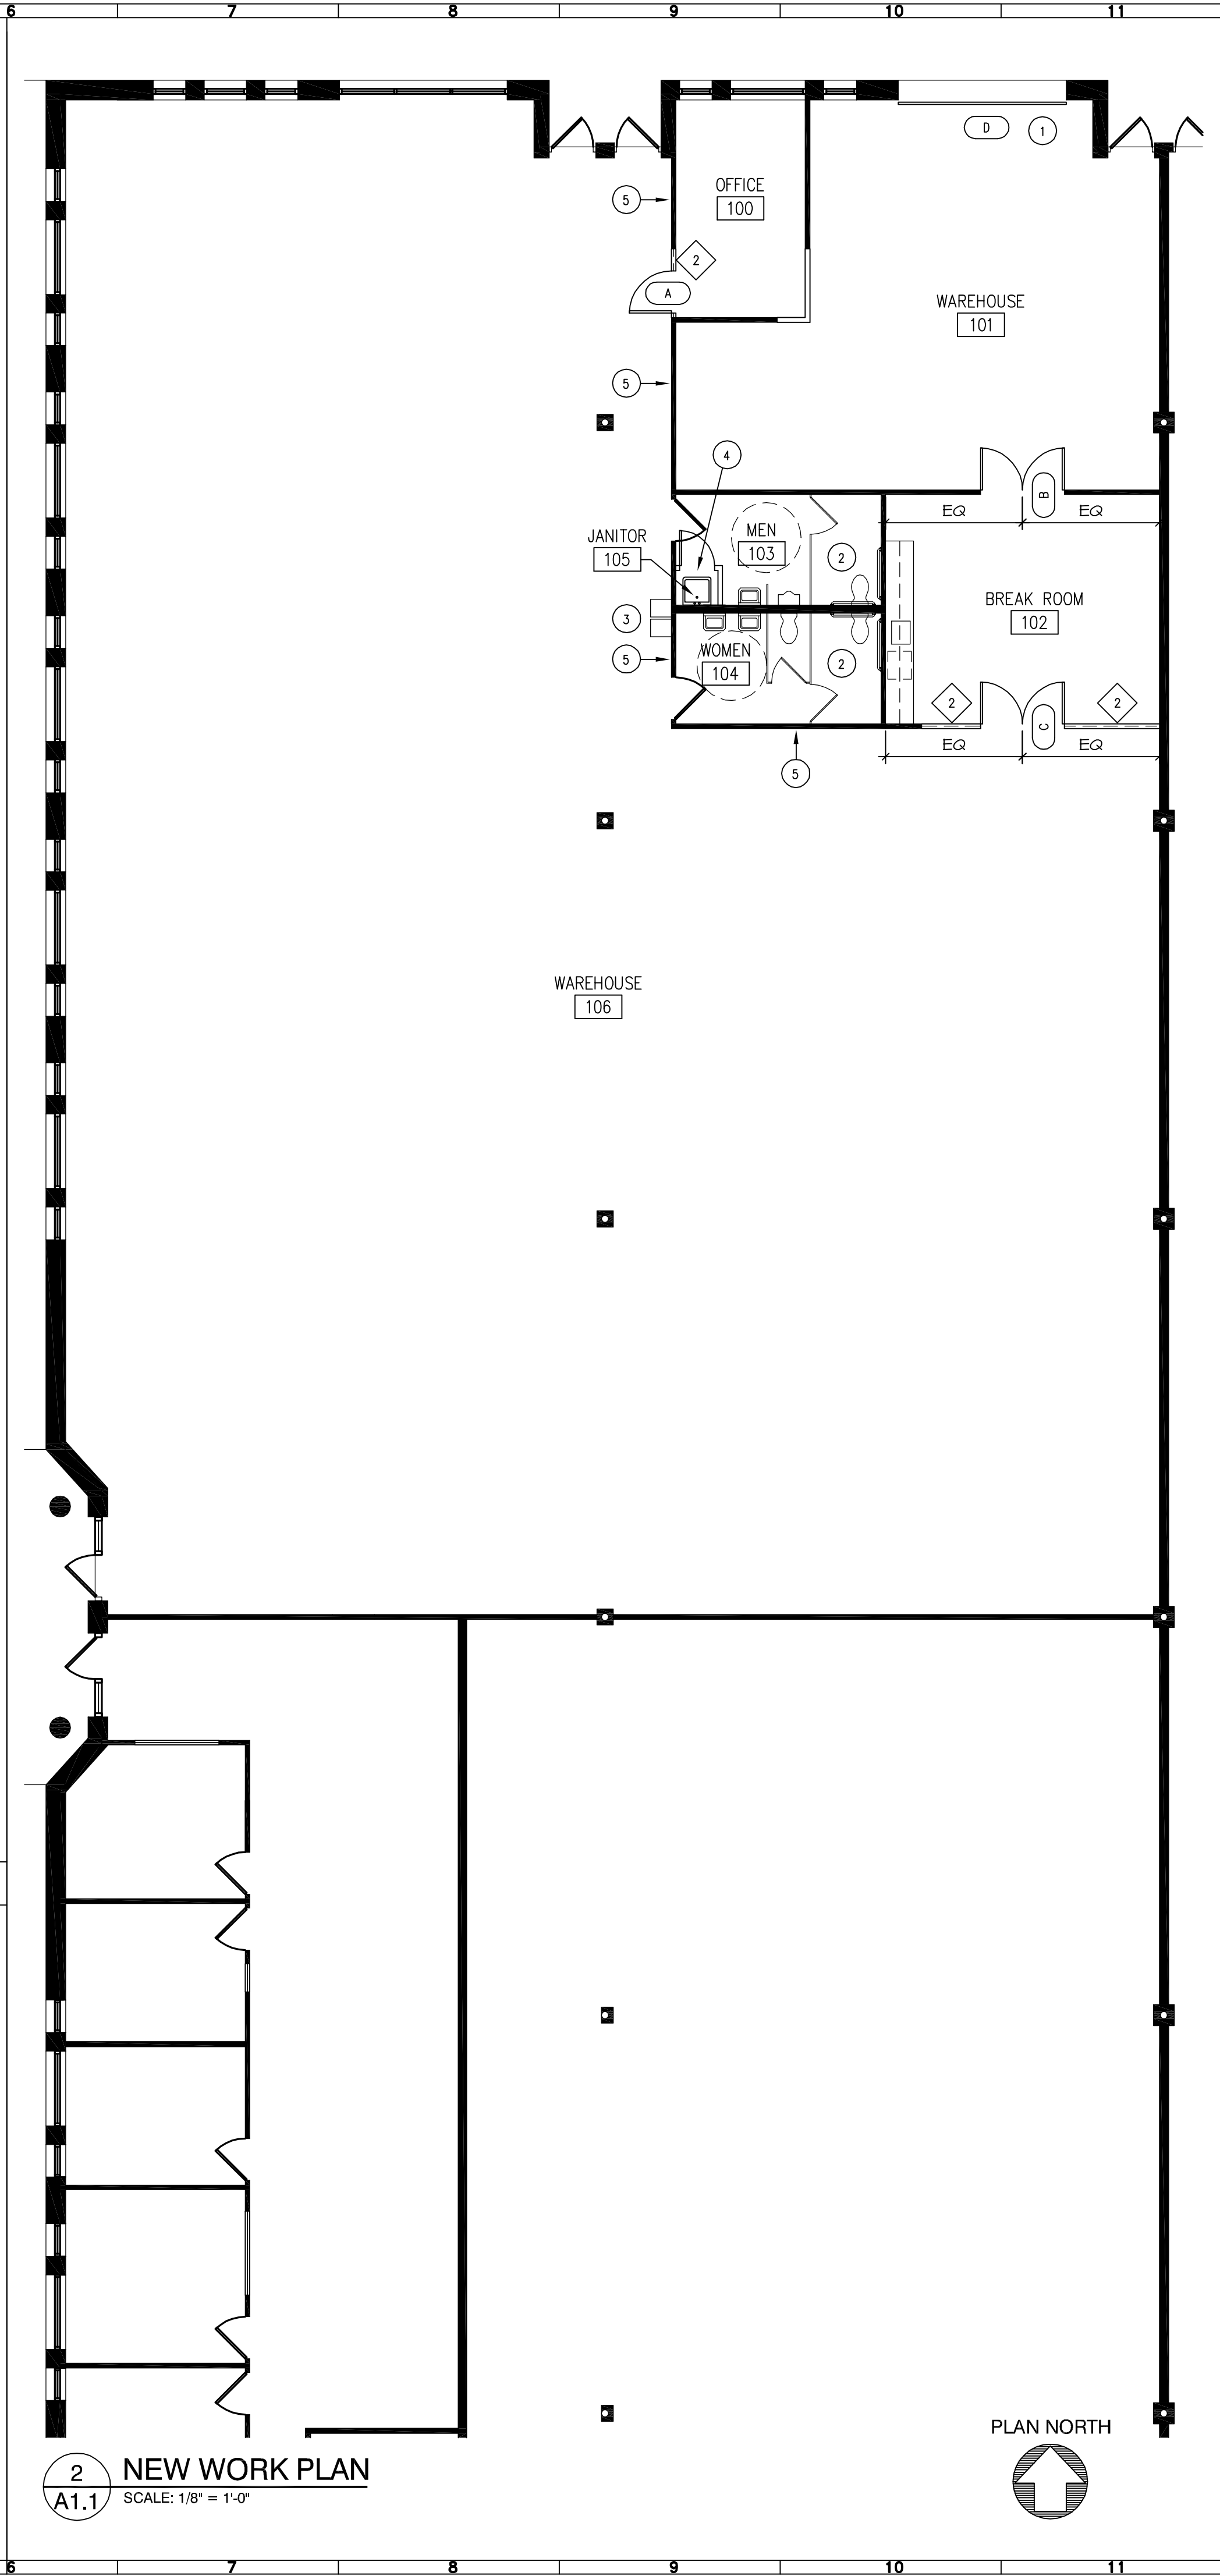 6 7 8 9 10 11
D 1
OFFICE
100
5
2
A
WAREHOUSE
101
5
4
B
EQ EQ
JANITOR
105
MEN
103
2
BREAK ROOM
102
3
5
WOMEN
104
2
2 2
C
EQ EQ
5
WAREHOUSE
106
PLAN NORTH
2
A1.1
NEW WORK PLAN
SCALE: 1/8" = 1'-0"
6 7 8 9 10 11